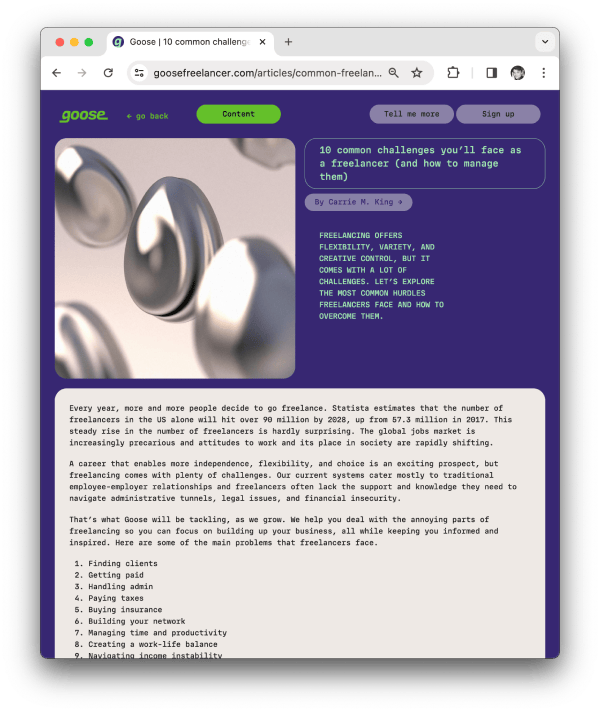 Goose | 10 common challenge
goosefreelancer.com/articles/common-freelan...
goose
← go back
Content
Tell me more
Sign up
10 common challenges you'll face as
a freelancer (and how to manage
them)
By Carrie M. King →
FREELANCING OFFERS
FLEXIBILITY, VARIETY, AND
CREATIVE CONTROL, BUT IT
COMES WITH A LOT OF
CHALLENGES. LET'S EXPLORE
THE MOST COMMON HURDLES
FREELANCERS FACE AND HOW TO
OVERCOME THEM.
Every year, more and more people decide to go freelance. Statista estimates that the number of
freelancers in the US alone will hit over 90 million by 2028, up from 57.3 million in 2017. This
steady rise in the number of freelancers is hardly surprising. The global jobs market is
increasingly precarious and attitudes to work and its place in society are rapidly shifting.
A career that enables more independence, flexibility, and choice is an exciting prospect, but
freelancing comes with plenty of challenges. Our current systems cater mostly to traditional
employee-employer relationships and freelancers often lack the support and knowledge they need to
navigate administrative tunnels, legal issues, and financial insecurity.
That's what Goose will be tackling, as we grow. We help you deal with the annoying parts of
freelancing so you can focus on building up your business, all while keeping you informed and
inspired. Here are some of the main problems that freelancers face.
1. Finding clients
2. Getting paid
3. Handling admin
4. Paying taxes
5. Buying insurance
6. Building your network
7. Managing time and productivity
8. Creating a work-life balance
9. Navigating income instability